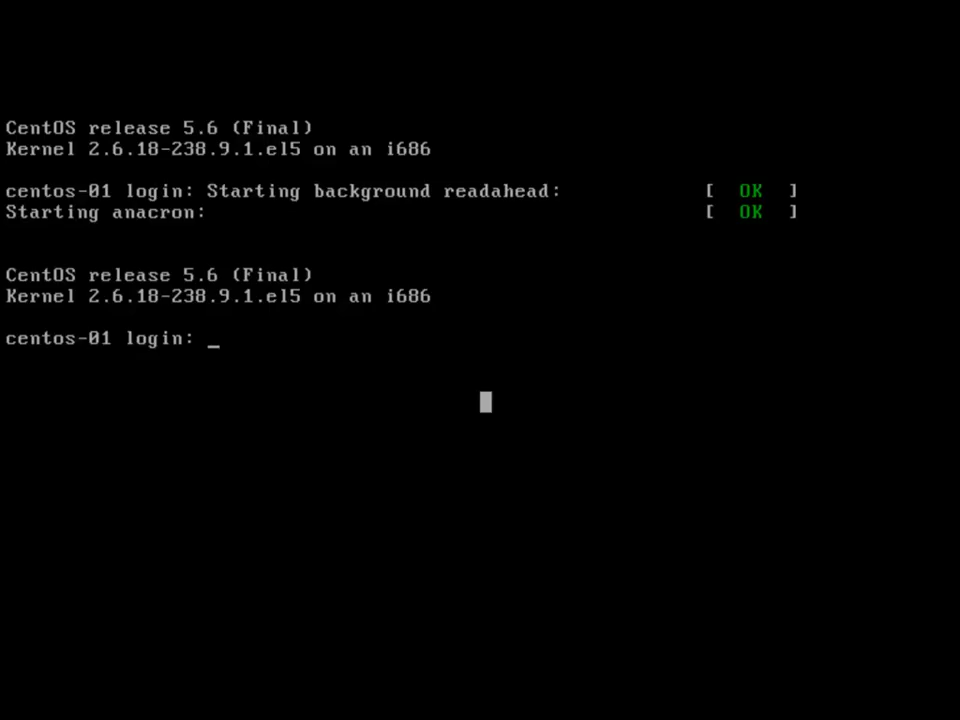 CentOS release 5.6 (Final)
Kernel 2.6.18-238.9.1.el5 on an i686
centos-01 login: Starting background readahead: [ OK ]
Starting anacron: [ OK ]
CentOS release 5.6 (Final)
Kernel 2.6.18-238.9.1.el5 on an i686
centos-01 login: _